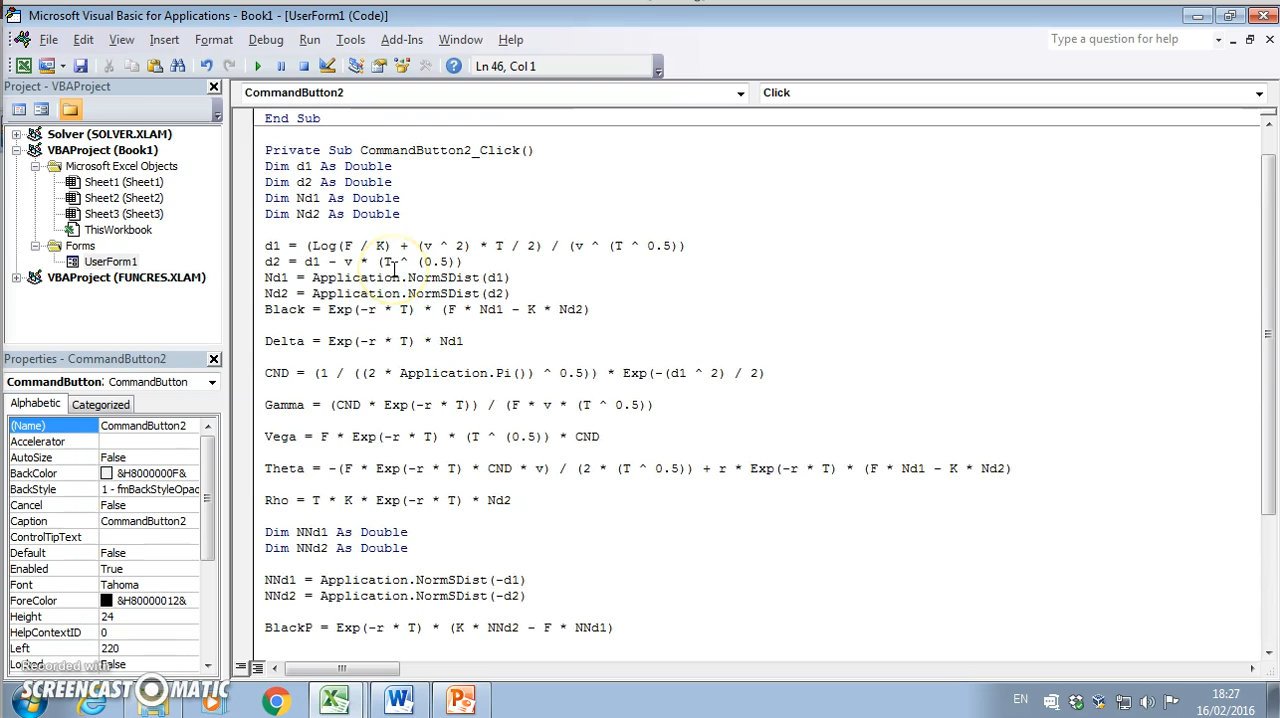 Microsoft Visual Basic for Applications - Book1 - [UserForm1 (Code)]
File Edit View Insert Format Debug Run Tools Add-Ins Window Help
Type a question for help
Ln 46, Col 1
Project - VBAProject
CommandButton2
Click
Solver (SOLVER.XLAM)
VBAProject (Book1)
Microsoft Excel Objects
Sheet1 (Sheet1)
Sheet2 (Sheet2)
Sheet3 (Sheet3)
ThisWorkbook
Forms
UserForm1
VBAProject (FUNCRES.XLAM)
Properties - CommandButton2
CommandButton2 CommandButton
Alphabetic Categorized
(Name) CommandButton2
Accelerator
AutoSize False
BackColor &H8000000F&
BackStyle 1 - fmBackStyleOpac
Cancel False
Caption CommandButton2
ControlTipText
Default False
Enabled True
Font Tahoma
ForeColor &H80000012&
Height 24
HelpContextID 0
Left 220
Locked False
End Sub
Private Sub CommandButton2_Click()
Dim d1 As Double
Dim d2 As Double
Dim Nd1 As Double
Dim Nd2 As Double
d1 = (Log(F / K) + (v ^ 2) * T / 2) / (v ^ (T ^ 0.5))
d2 = d1 - v * (T ^ (0.5))
Nd1 = Application.NormSDist(d1)
Nd2 = Application.NormSDist(d2)
Black = Exp(-r * T) * (F * Nd1 - K * Nd2)
Delta = Exp(-r * T) * Nd1
CND = (1 / ((2 * Application.Pi()) ^ 0.5)) * Exp(-(d1 ^ 2) / 2)
Gamma = (CND * Exp(-r * T)) / (F * v * (T ^ 0.5))
Vega = F * Exp(-r * T) * (T ^ (0.5)) * CND
Theta = -(F * Exp(-r * T) * CND * v) / (2 * (T ^ 0.5)) + r * Exp(-r * T) * (F * Nd1 - K * Nd2)
Rho = T * K * Exp(-r * T) * Nd2
Dim NNd1 As Double
Dim NNd2 As Double
NNd1 = Application.NormSDist(-d1)
NNd2 = Application.NormSDist(-d2)
BlackP = Exp(-r * T) * (K * NNd2 - F * NNd1)
Recorded with
SCREENCAST MATIC
EN
18:27
16/02/2016